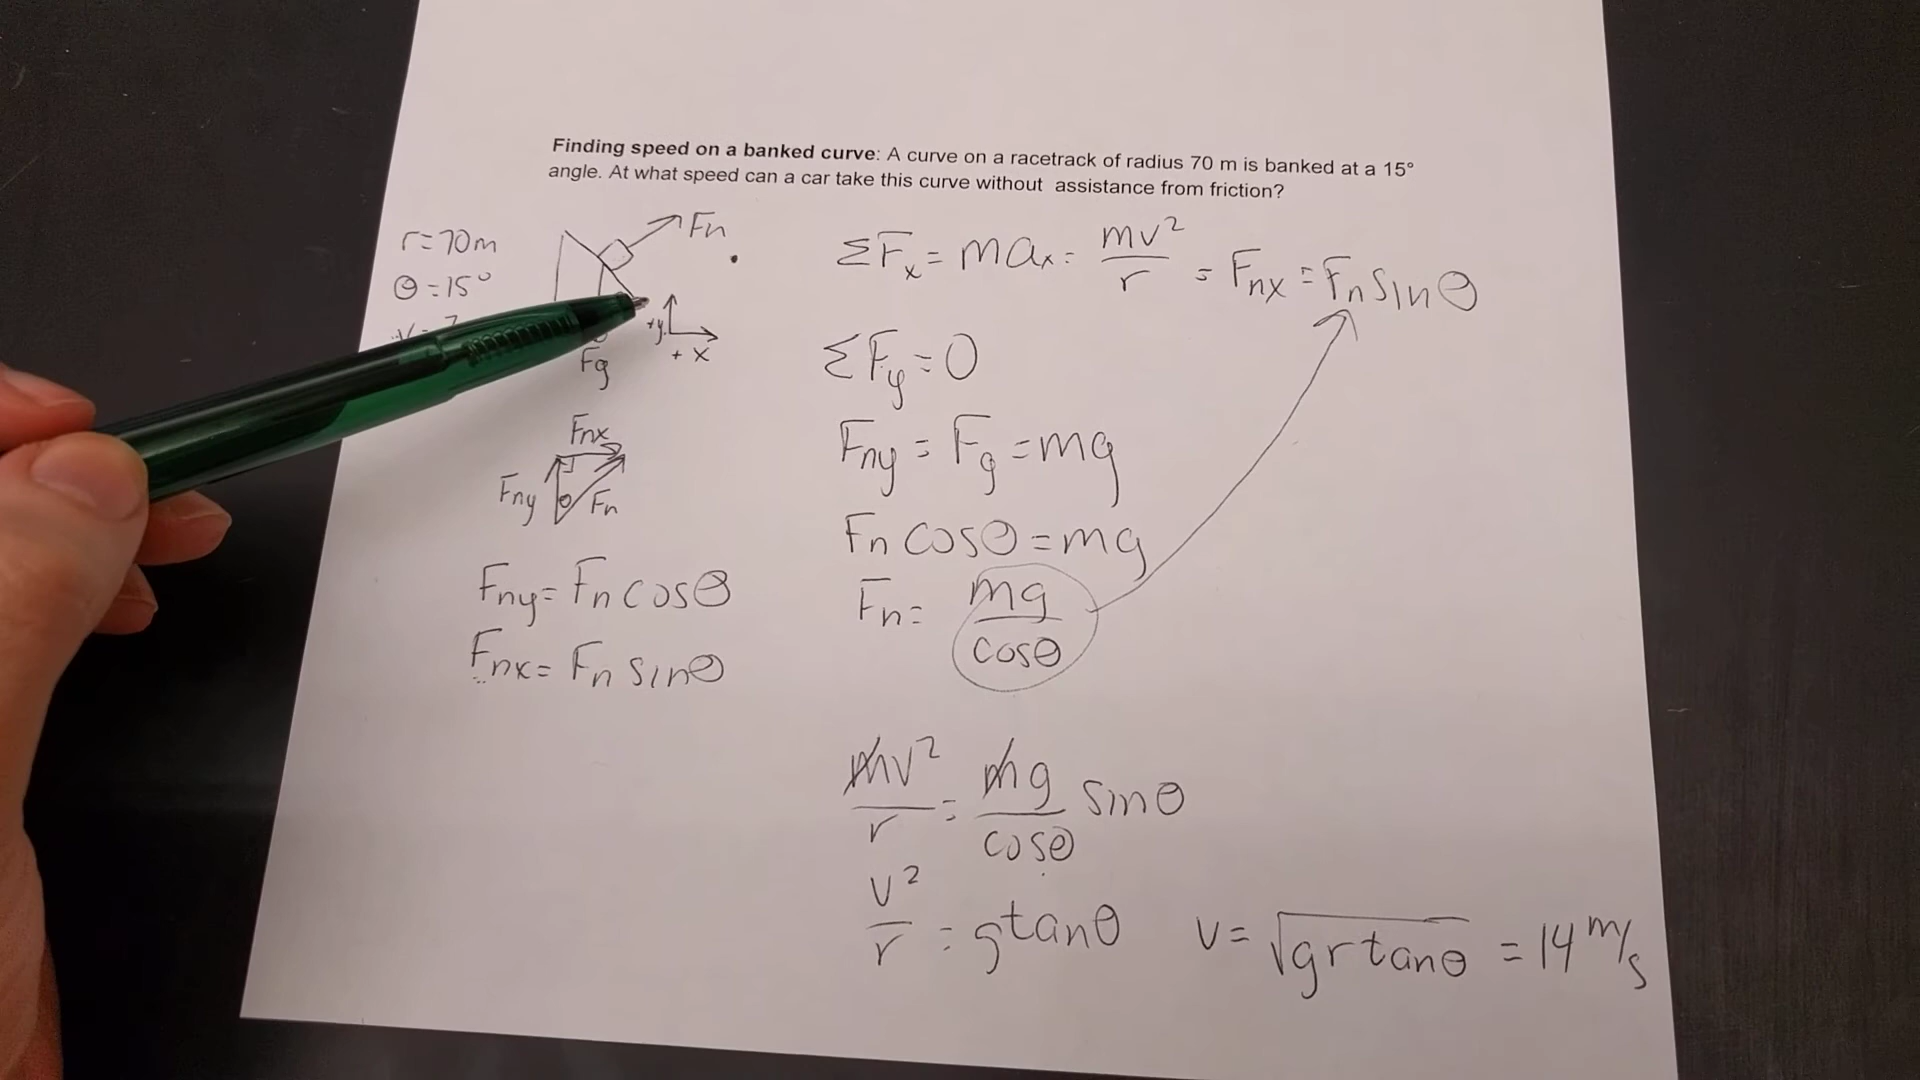 Finding speed on a banked curve: A curve on a racetrack of radius 70 m is banked at a 15°
angle. At what speed can a car take this curve without assistance from friction?
r = 70m
θ = 15°
Fn
Fg
+y
+ x
Fnx
Fny
Fn
θ
Fny = Fn cosθ
Fnx = Fn sinθ
ΣFx = max = mv²/r = Fnx = Fn sinθ
ΣFy = 0
Fny = Fg = mg
Fn cosθ = mg
Fn = mg/cosθ
mv²/r = mg/cosθ sinθ
v²/r = g tanθ
v = √gr tanθ = 14 m/s